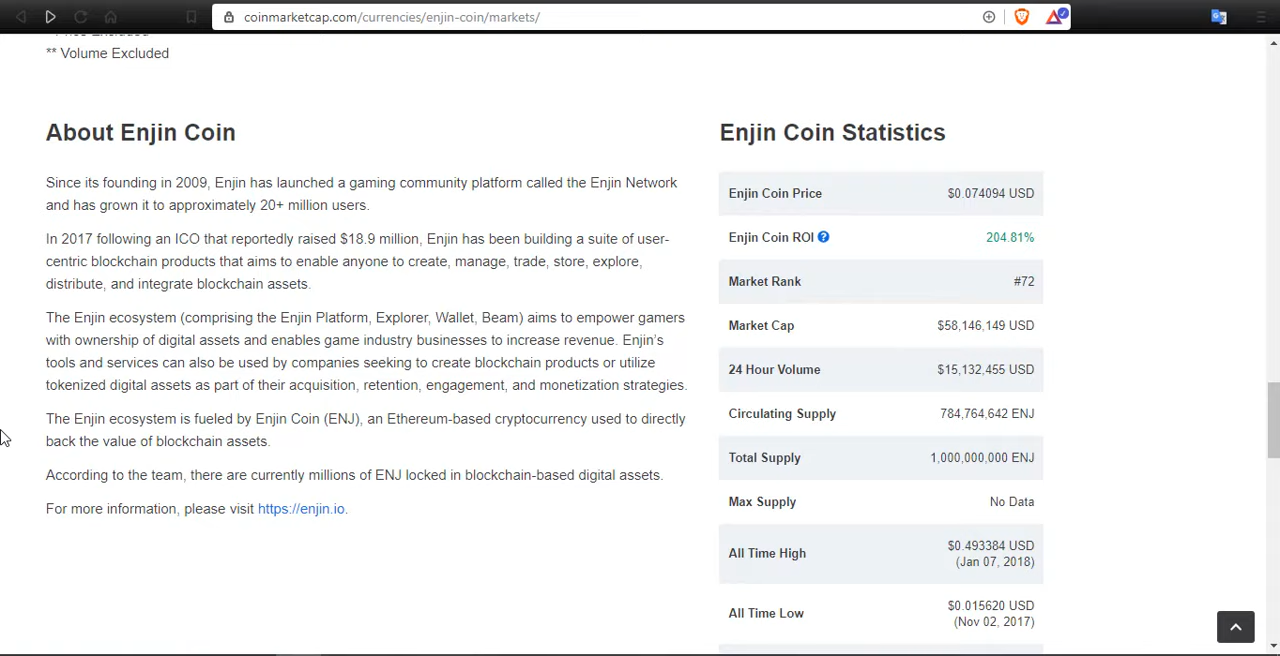 coinmarketcap.com/currencies/enjin-coin/markets/
** Volume Excluded
About Enjin Coin
Since its founding in 2009, Enjin has launched a gaming community platform called the Enjin Network
and has grown it to approximately 20+ million users.
In 2017 following an ICO that reportedly raised $18.9 million, Enjin has been building a suite of user-
centric blockchain products that aims to enable anyone to create, manage, trade, store, explore,
distribute, and integrate blockchain assets.
The Enjin ecosystem (comprising the Enjin Platform, Explorer, Wallet, Beam) aims to empower gamers
with ownership of digital assets and enables game industry businesses to increase revenue. Enjin's
tools and services can also be used by companies seeking to create blockchain products or utilize
tokenized digital assets as part of their acquisition, retention, engagement, and monetization strategies.
The Enjin ecosystem is fueled by Enjin Coin (ENJ), an Ethereum-based cryptocurrency used to directly
back the value of blockchain assets.
According to the team, there are currently millions of ENJ locked in blockchain-based digital assets.
For more information, please visit https://enjin.io.
Enjin Coin Statistics
Enjin Coin Price $0.074094 USD
Enjin Coin ROI 204.81%
Market Rank #72
Market Cap $58,146,149 USD
24 Hour Volume $15,132,455 USD
Circulating Supply 784,764,642 ENJ
Total Supply 1,000,000,000 ENJ
Max Supply No Data
All Time High $0.493384 USD
(Jan 07, 2018)
All Time Low $0.015620 USD
(Nov 02, 2017)